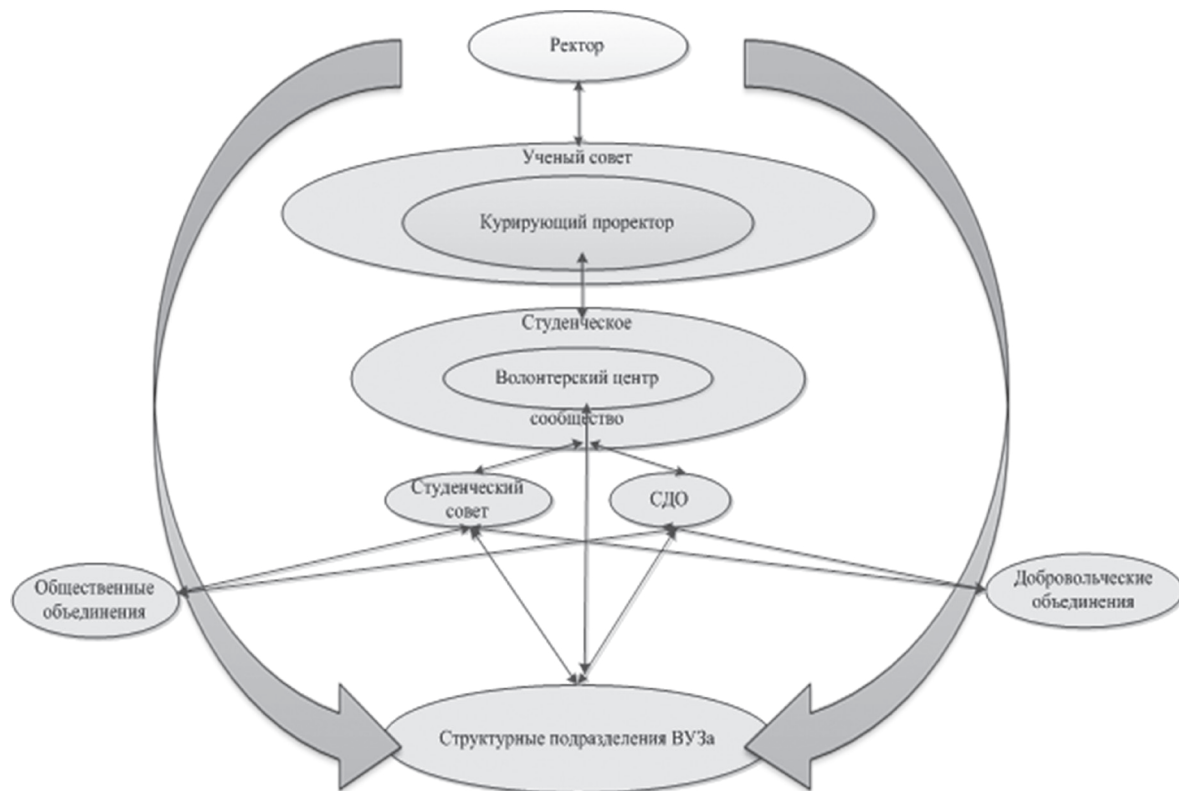 Ректор
Ученый совет
Курирующий проректор
Студенческое
Волонтерский центр
сообщество
Студенческий
совет
СДО
Общественные
объединения
Добровольческие
объединения
Структурные подразделения ВУЗа